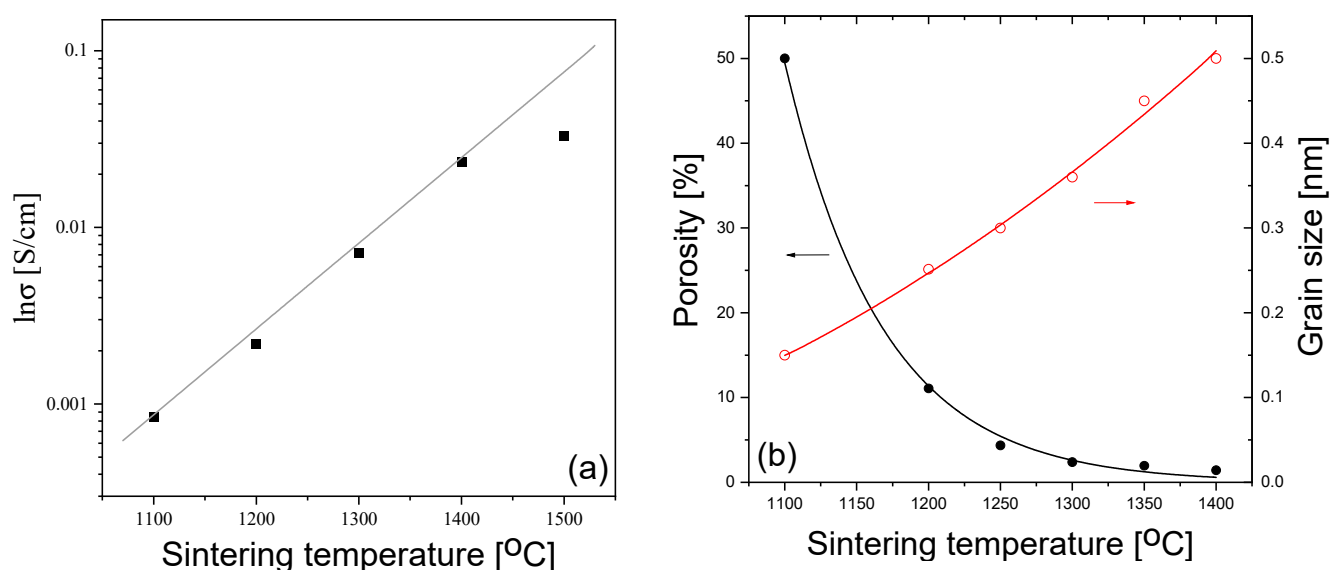 0.1
0.01
0.001
lnσ [S/cm]
1100 1200 1300 1400 1500
Sintering temperature [ºC]
(a)
50
40
30
20
10
0
Porosity [%]
0.5
0.4
0.3
0.2
0.1
0.0
Grain size [nm]
1100 1150 1200 1250 1300 1350 1400
Sintering temperature [ºC]
(b)